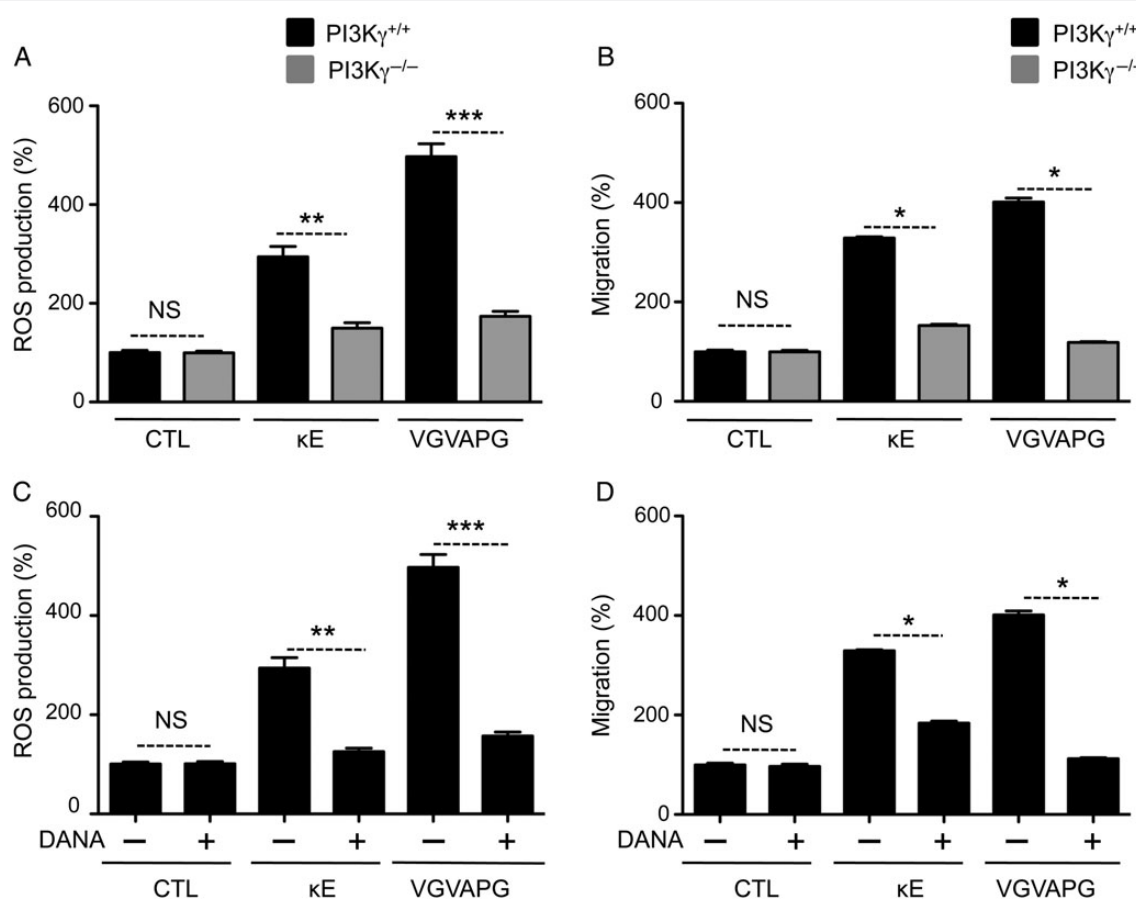 A
PI3Kγ+/+
PI3Kγ−/−
ROS production (%)
600
400
200
0
NS
**
***
CTL
κE
VGVAPG
B
PI3Kγ+/+
PI3Kγ−/−
Migration (%)
600
400
200
0
NS
*
*
CTL
κE
VGVAPG
C
ROS production (%)
600
400
200
0
NS
**
***
DANA − + − + − +
CTL
κE
VGVAPG
D
Migration (%)
600
400
200
0
NS
*
*
DANA − + − + − +
CTL
κE
VGVAPG